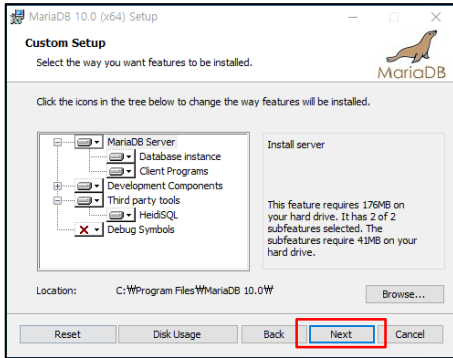 MariaDB 10.0 (x64) Setup
Custom Setup
Select the way you want features to be installed.
MariaDB
Click the icons in the tree below to change the way features will be installed.
MariaDB Server
Database instance
Client Programs
Development Components
Third party tools
HeidiSQL
Debug Symbols
Install server
This feature requires 176MB on
your hard drive. It has 2 of 2
subfeatures selected. The
subfeatures require 41MB on your
hard drive.
Location: C:₩Program Files₩MariaDB 10.0₩
Browse...
Reset Disk Usage Back Next Cancel